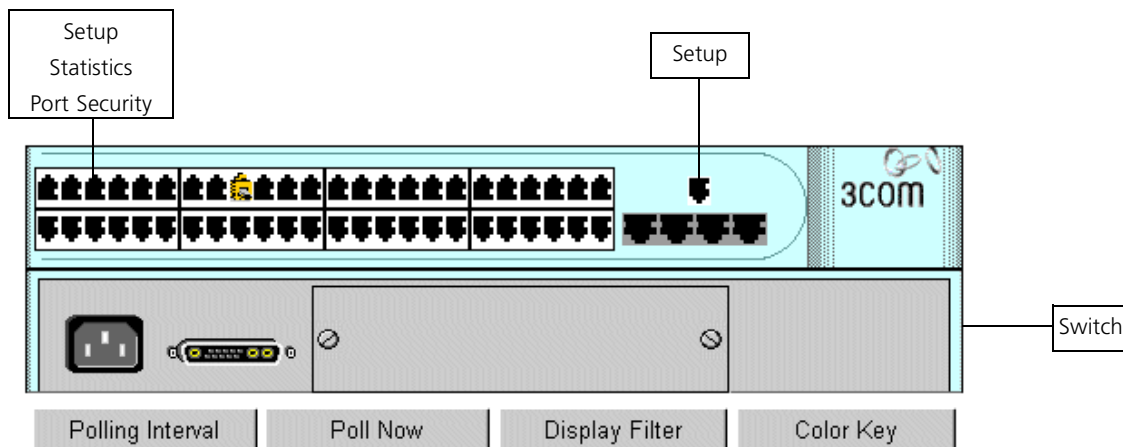 Setup
Statistics
Port Security
Setup
3COM
Switch
Polling Interval
Poll Now
Display Filter
Color Key